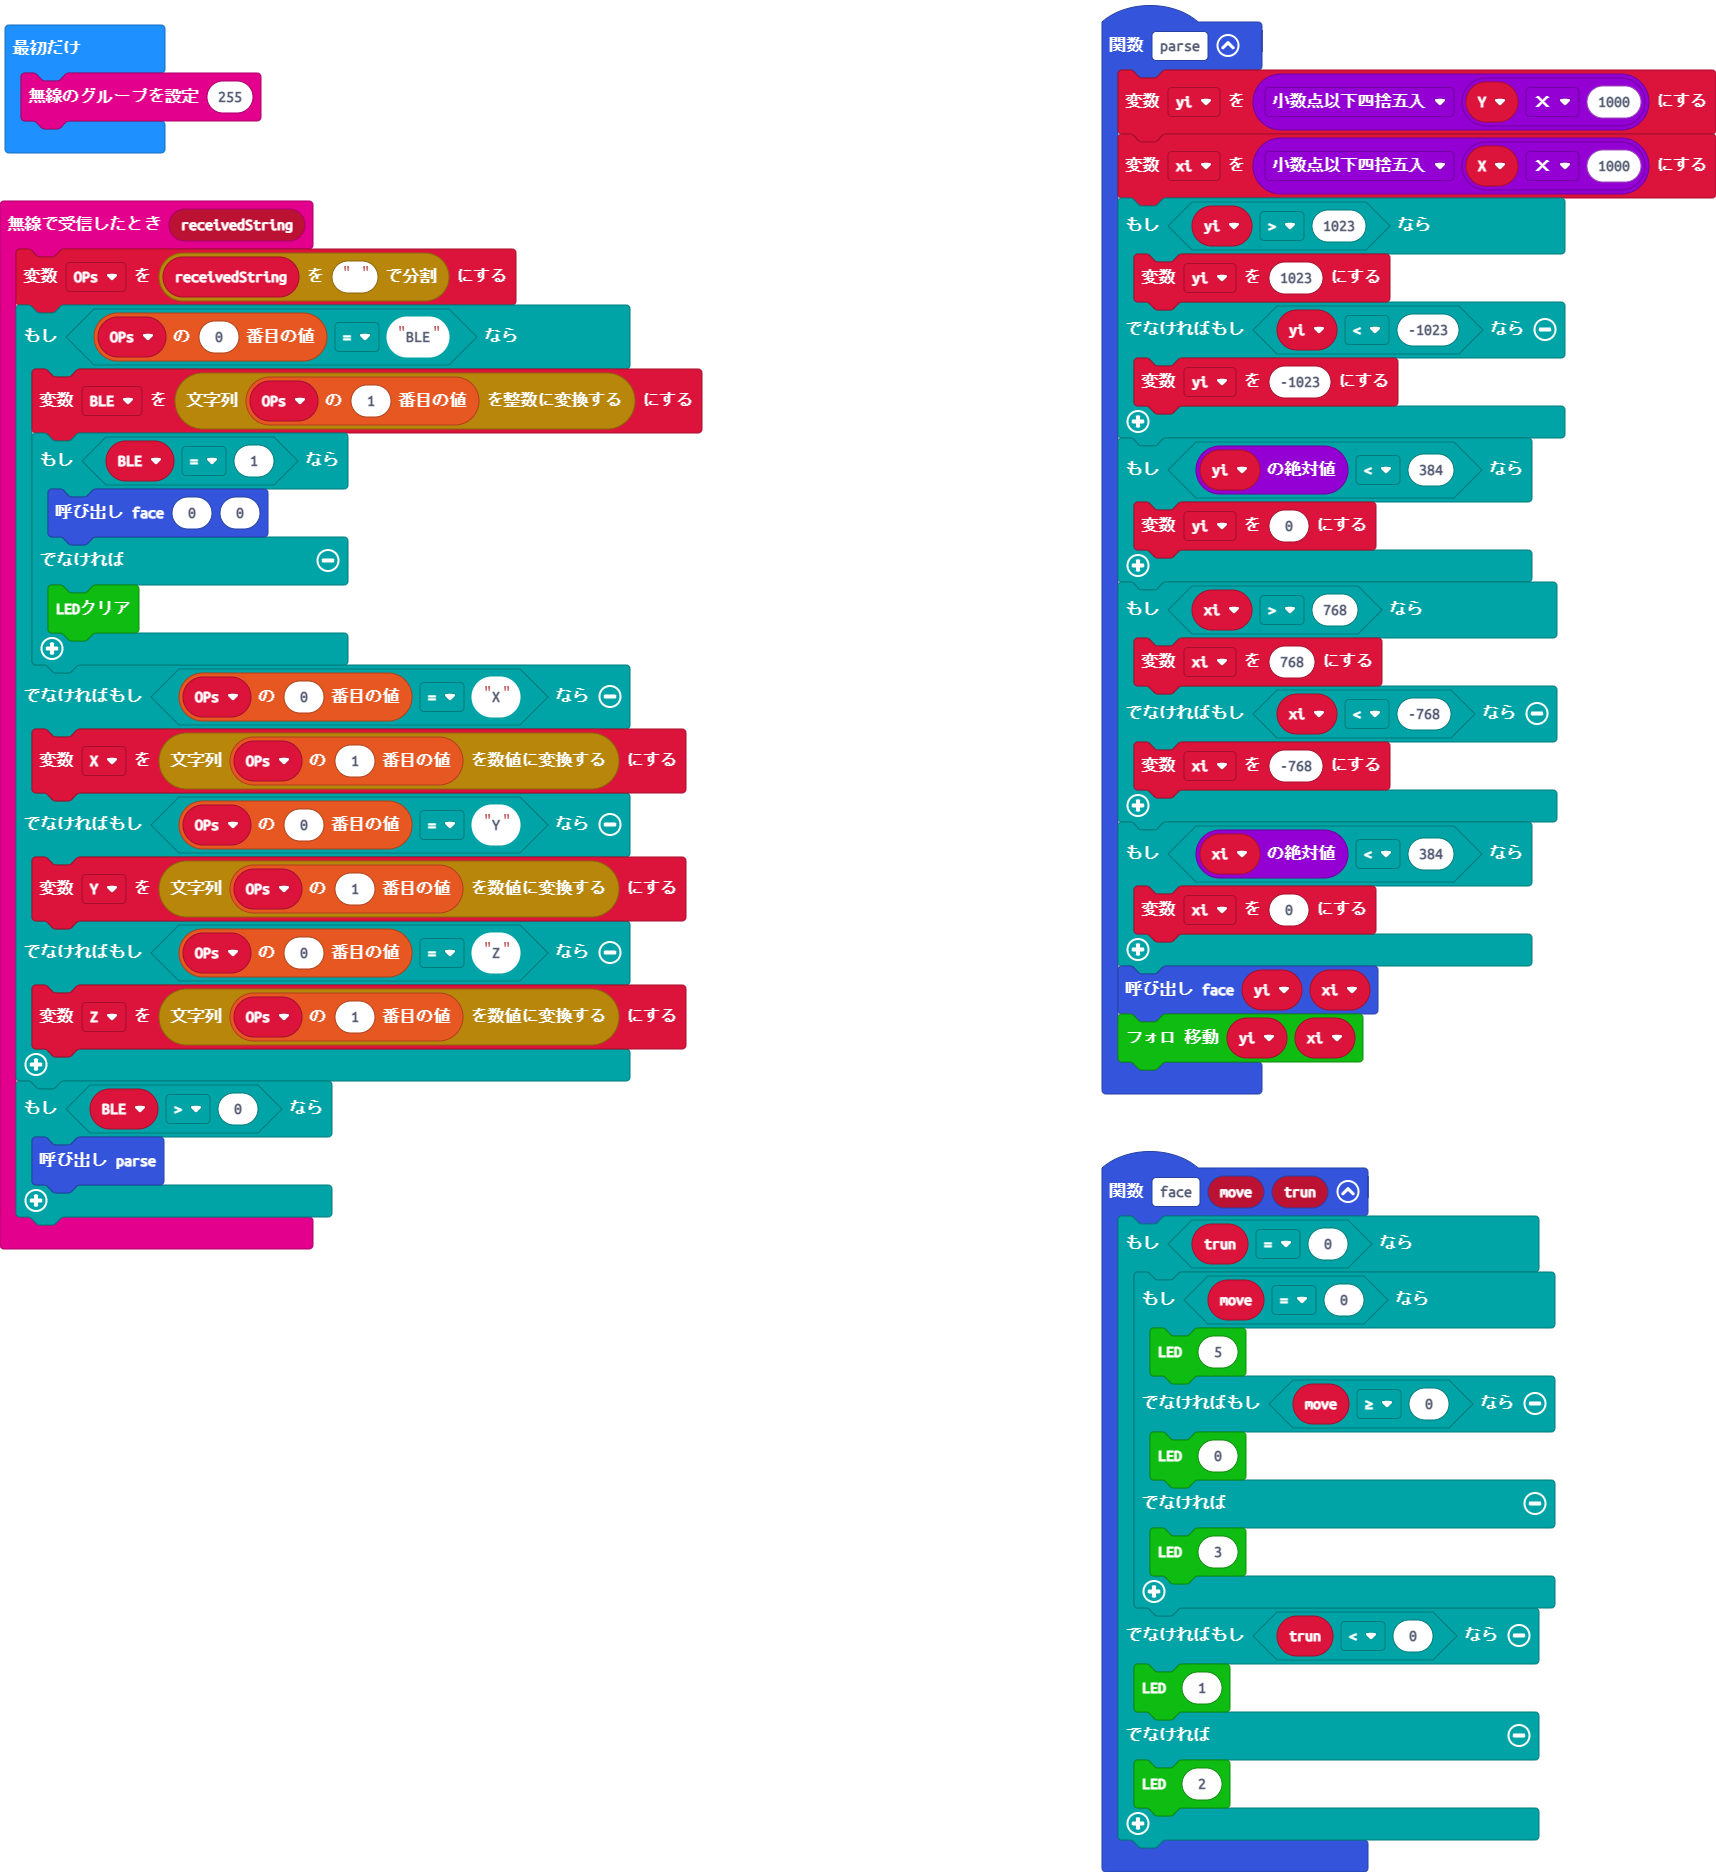 最初だけ
無線のグループを設定 255
無線で受信したとき receivedString
変数 OPs を receivedString を " " で分割 にする
もし OPs の 0 番目の値 = "BLE" なら
変数 BLE を 文字列 OPs の 1 番目の値 を整数に変換する にする
もし BLE = 1 なら
呼び出し face 0 0
でなければ
LEDクリア
でなければもし OPs の 0 番目の値 = "X" なら
変数 X を 文字列 OPs の 1 番目の値 を数値に変換する にする
でなければもし OPs の 0 番目の値 = "Y" なら
変数 Y を 文字列 OPs の 1 番目の値 を数値に変換する にする
でなければもし OPs の 0 番目の値 = "Z" なら
変数 Z を 文字列 OPs の 1 番目の値 を数値に変換する にする
もし BLE > 0 なら
呼び出し parse
関数 parse
変数 yi を 小数点以下四捨五入 Y × 1000 にする
変数 xi を 小数点以下四捨五入 X × 1000 にする
もし yi > 1023 なら
変数 yi を 1023 にする
でなければもし yi < -1023 なら
変数 yi を -1023 にする
もし yi の絶対値 < 384 なら
変数 yi を 0 にする
もし xi > 768 なら
変数 xi を 768 にする
でなければもし xi < -768 なら
変数 xi を -768 にする
もし xi の絶対値 < 384 なら
変数 xi を 0 にする
呼び出し face yi xi
フォロ 移動 yi xi
関数 face move trun
もし trun = 0 なら
もし move = 0 なら
LED 5
でなければもし move ≥ 0 なら
LED 0
でなければ
LED 3
でなければもし trun < 0 なら
LED 1
でなければ
LED 2